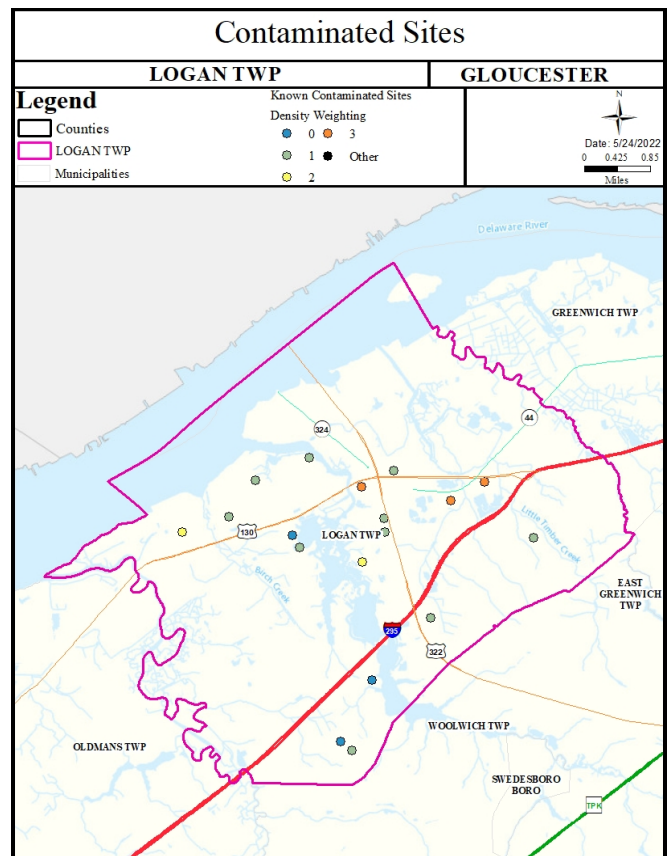 Contaminated Sites
LOGAN TWP
GLOUCESTER
Legend
Counties
LOGAN TWP
Municipalities
Known Contaminated Sites
Density Weighting
0
3
1
Other
2
N
Date: 5/24/2022
0 0.425 0.85
Miles
Delaware River
GREENWICH TWP
44
324
130
LOGAN TWP
Little Timber Creek
Birch Creek
EAST
GREENWICH
TWP
295
322
WOOLWICH TWP
OLDMANS TWP
SWEDESBORO
BORO
TPK